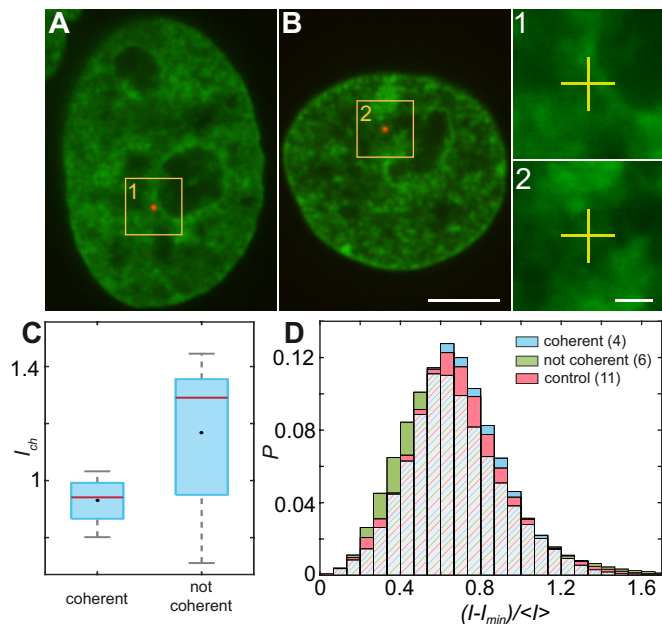 A
B
1
2
1
2
C
D
1.4
1
I_ch
coherent
not
coherent
coherent (4)
not coherent (6)
control (11)
0.12
0.08
0.04
0
P
0 0.4 0.8 1.2 1.6
(I-I_min)/<I>